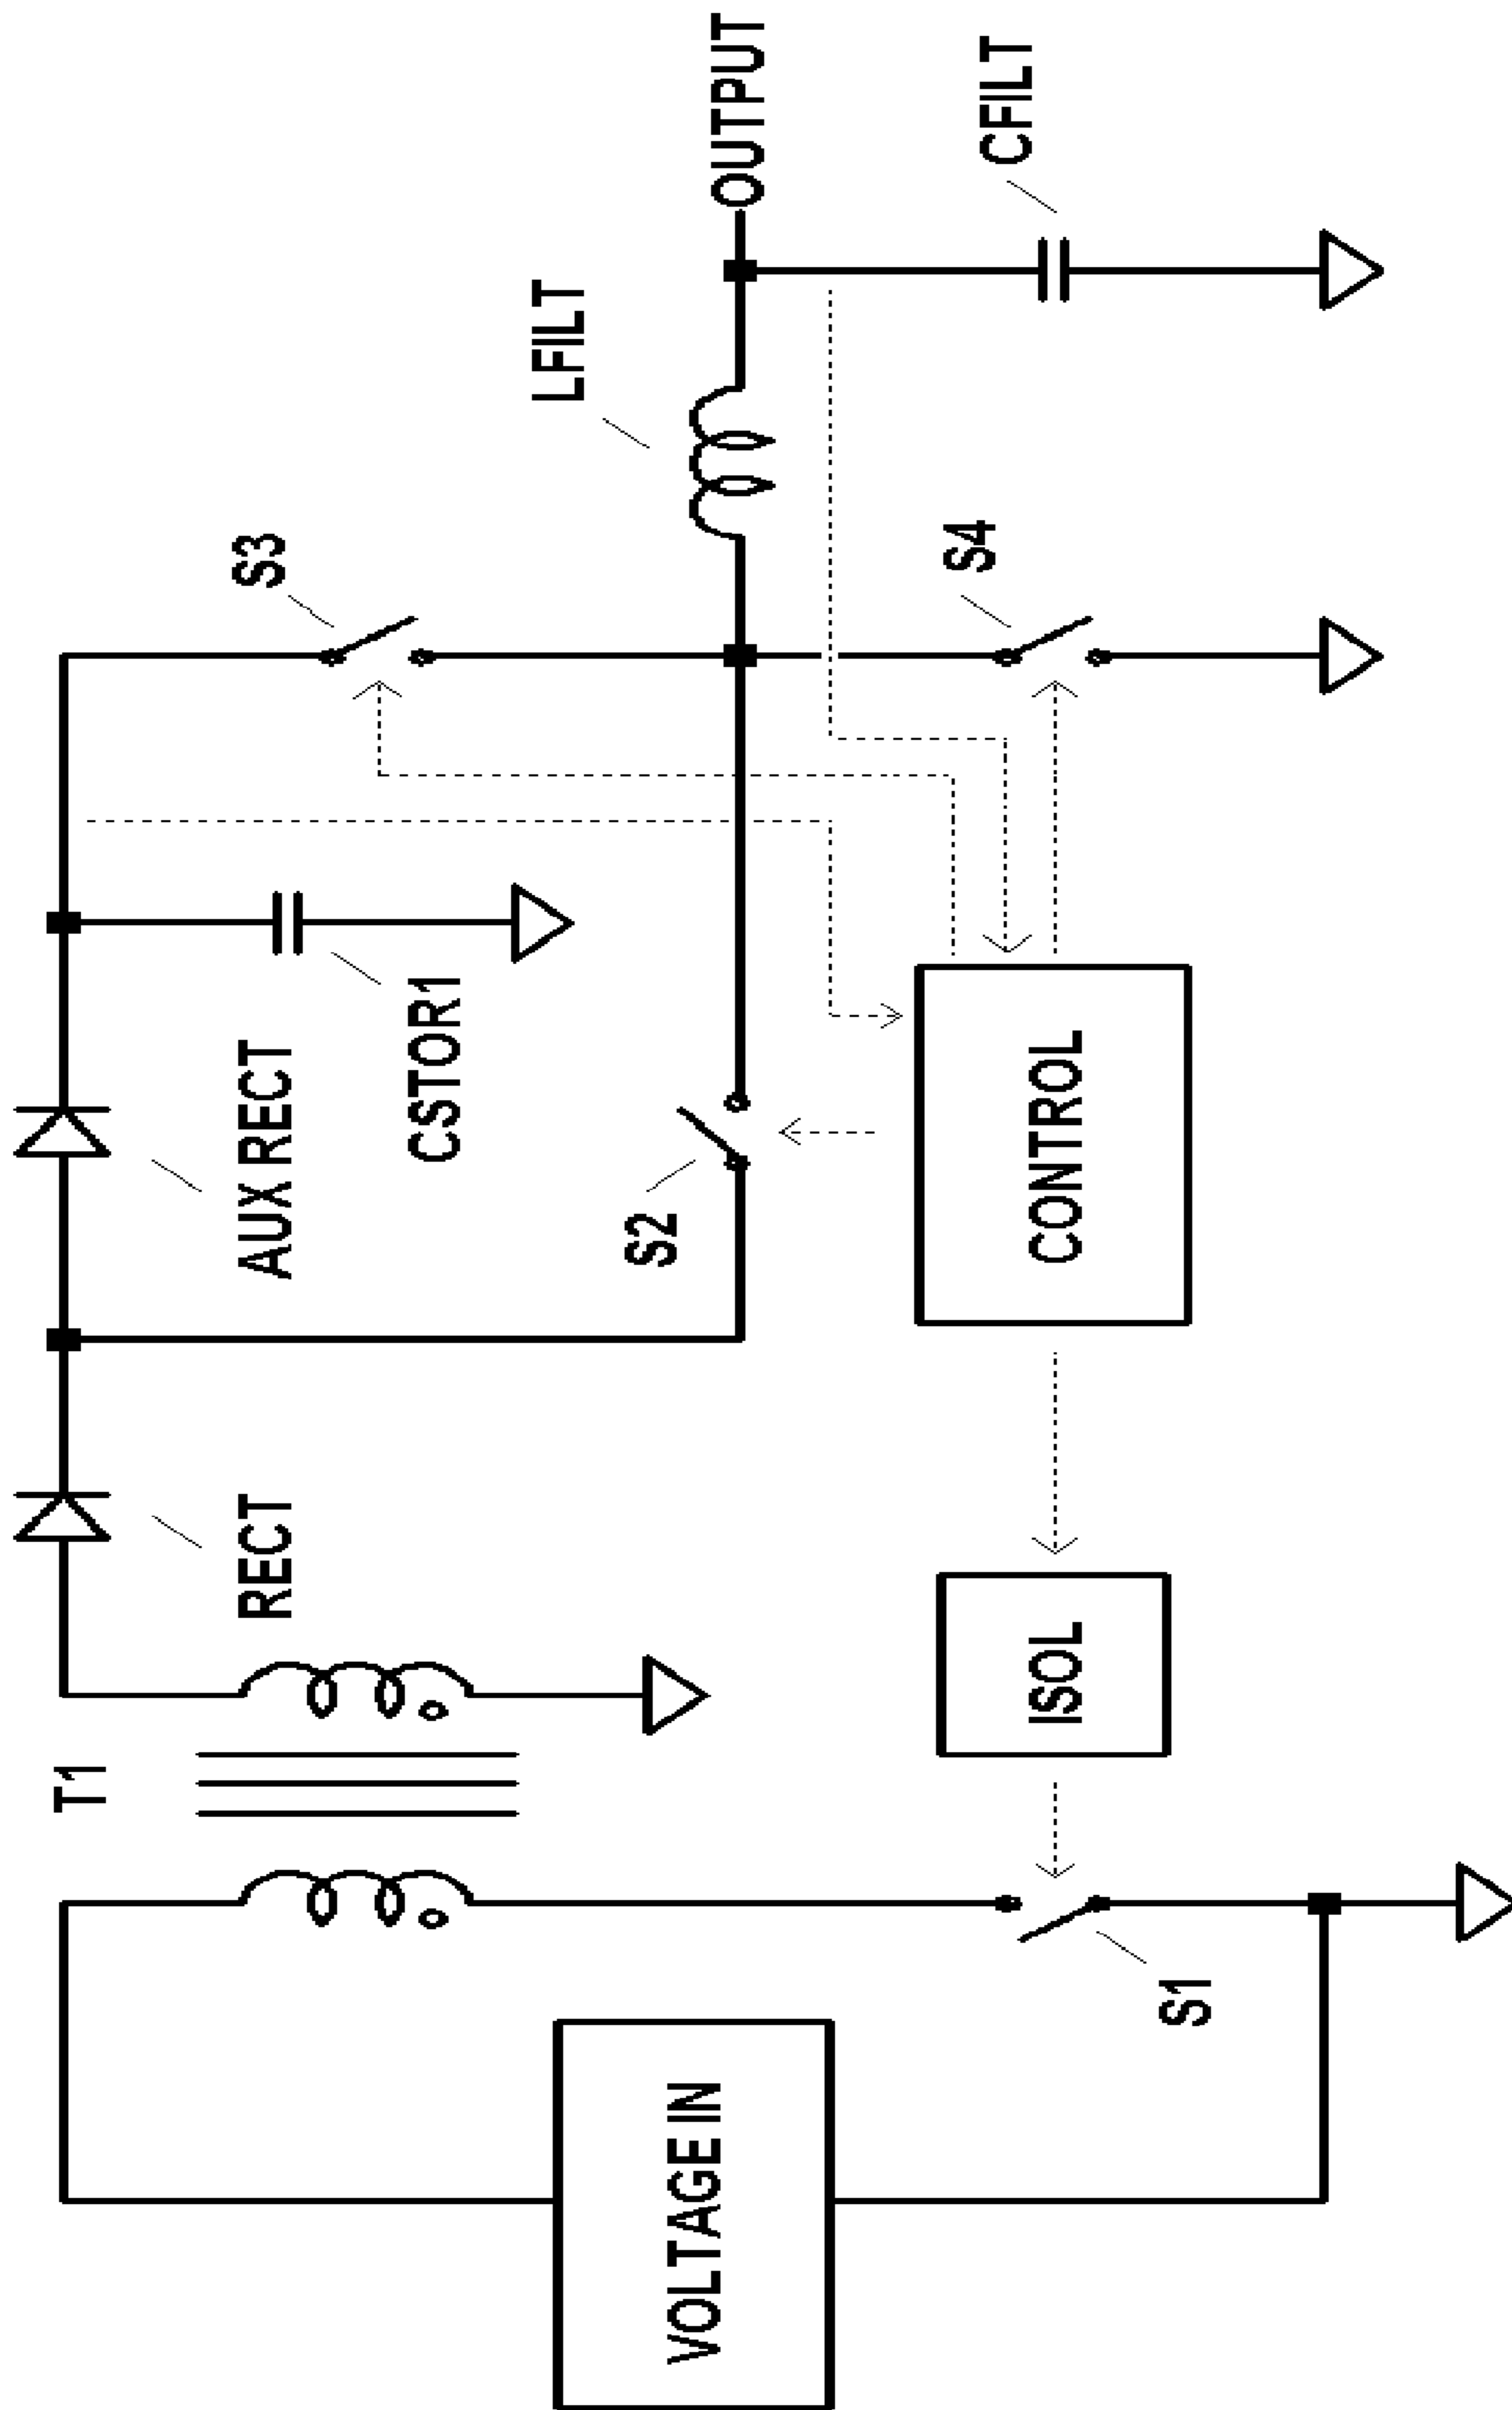 VOLTAGE IN
S1
T1
ISOL
RECT
AUX RECT
CSTOR1
S2
CONTROL
S3
S4
LFILT
OUTPUT
CFILT